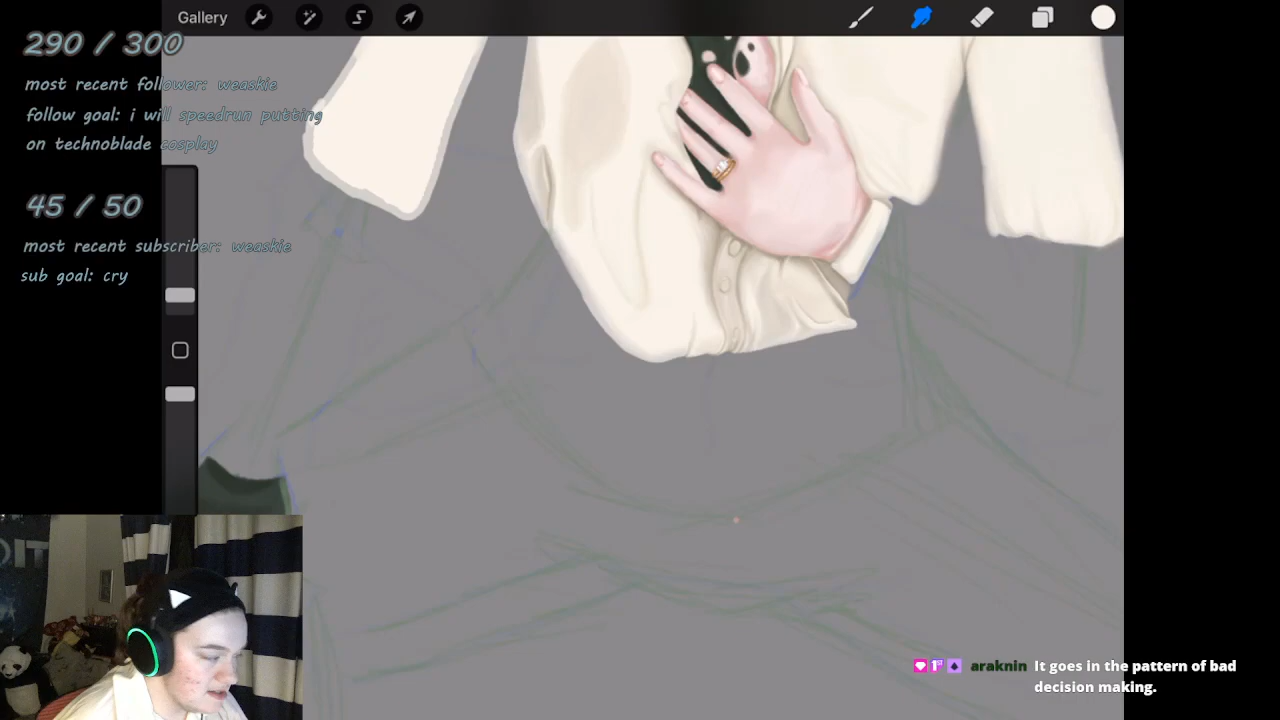 Gallery
290 / 300
most recent follower: weaskie
follow goal: i will speedrun putting
on technoblade cosplay
45 / 50
most recent subscriber: weaskie
sub goal: cry
araknin It goes in the pattern of bad
decision making.